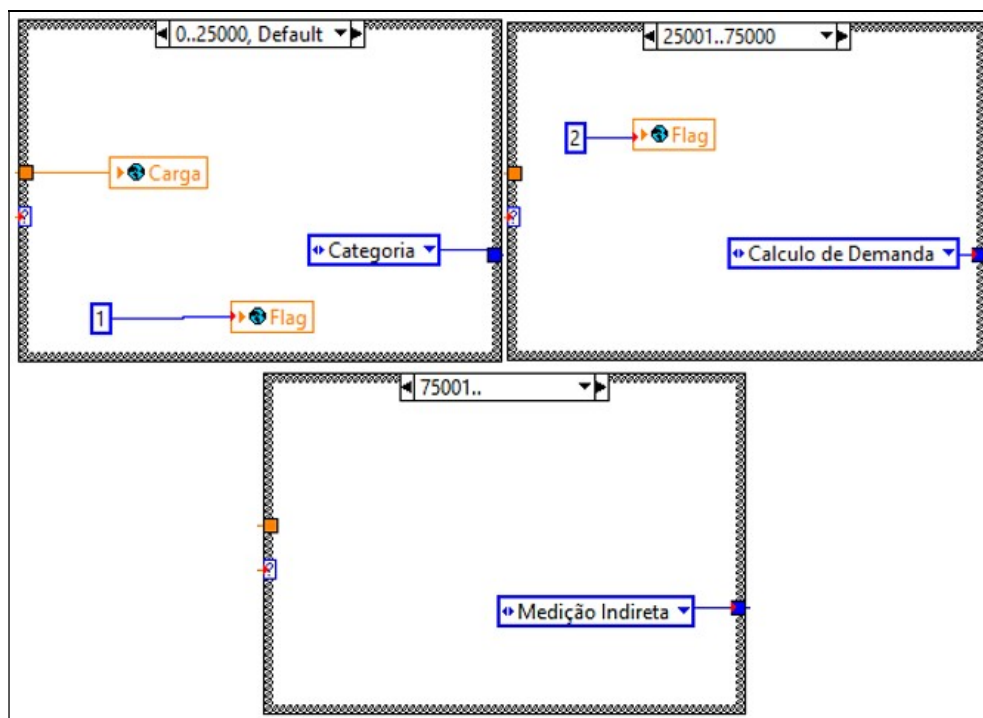 0..25000, Default
Carga
Categoria
1
Flag
25001..75000
2
Flag
Calculo de Demanda
75001..
Medição Indireta